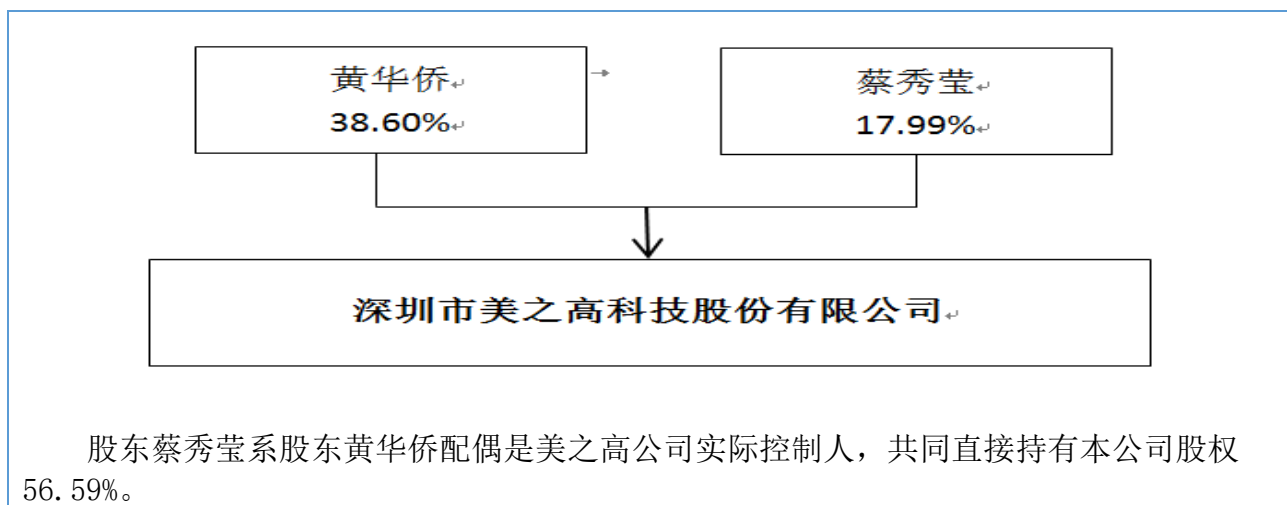 黄华侨
38.60%
蔡秀莹
17.99%
深圳市美之高科技股份有限公司
股东蔡秀莹系股东黄华侨配偶是美之高公司实际控制人，共同直接持有本公司股权
56.59%。